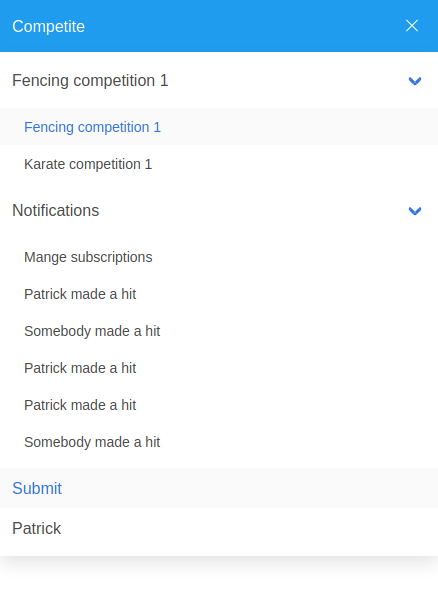 Competite
Fencing competition 1
Fencing competition 1
Karate competition 1
Notifications
Mange subscriptions
Patrick made a hit
Somebody made a hit
Patrick made a hit
Patrick made a hit
Somebody made a hit
Submit
Patrick